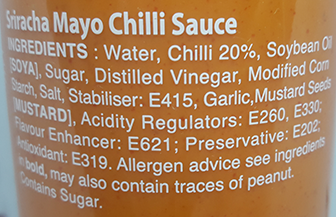 Sriracha Mayo Chilli Sauce
INGREDIENTS : Water, Chilli 20%, Soybean Oil
[SOYA], Sugar, Distilled Vinegar, Modified Corn
Starch, Salt, Stabiliser: E415, Garlic,Mustard Seeds
[MUSTARD], Acidity Regulators: E260, E330;
Flavour Enhancer: E621; Preservative: E202;
Antioxidant: E319. Allergen advice see ingredients
in bold, may also contain traces of peanut.
Contains Sugar.